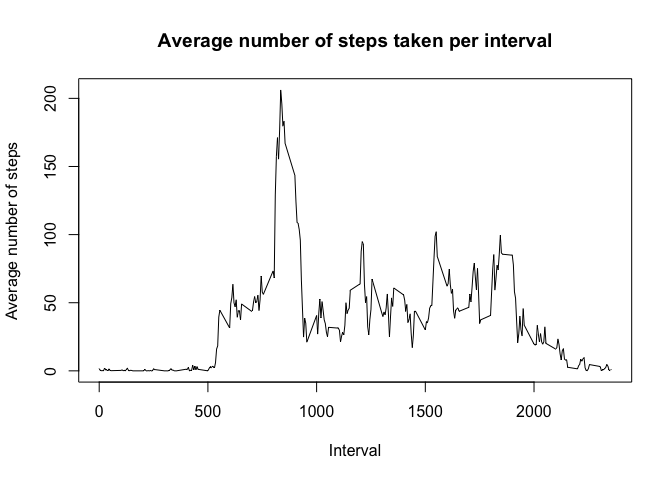 Average number of steps taken per interval
Average number of steps
200
150
100
50
0
0 500 1000 1500 2000
Interval